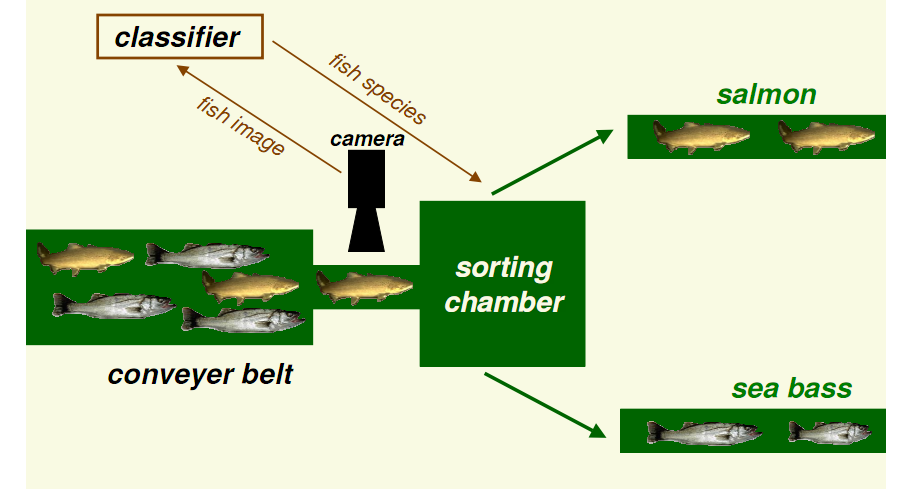 classifier
fish species
fish image
camera
salmon
sorting
chamber
conveyer belt
sea bass